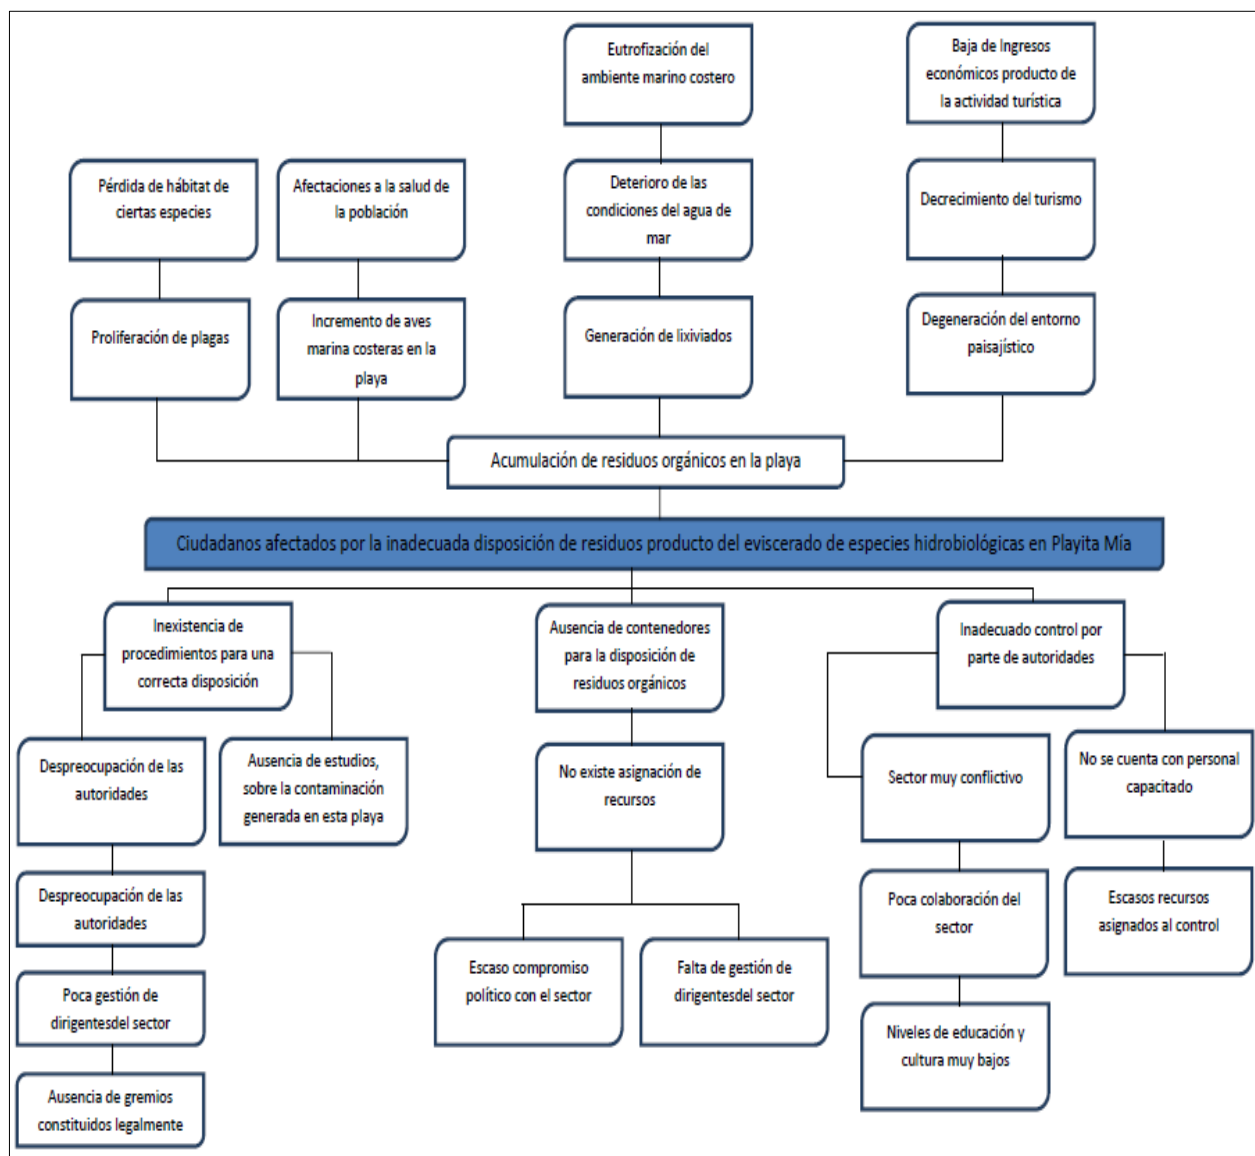 Eutrofización del
ambiente marino costero
Baja de Ingresos
económicos producto de
la actividad turística
Pérdida de hábitat de
ciertas especies
Afectaciones a la salud de
la población
Deterioro de las
condiciones del agua de
mar
Decrecimiento del turismo
Proliferación de plagas
Incremento de aves
marina costeras en la
playa
Generación de lixiviados
Degeneración del entorno
paisajístico
Acumulación de residuos orgánicos en la playa
Ciudadanos afectados por la inadecuada disposición de residuos producto del eviscerado de especies hidrobiológicas en Playita Mía
Inexistencia de
procedimientos para una
correcta disposición
Ausencia de contenedores
para la disposición de
residuos orgánicos
Inadecuado control por
parte de autoridades
Despreocupación de las
autoridades
Ausencia de estudios,
sobre la contaminación
generada en esta playa
No existe asignación de
recursos
Sector muy conflictivo
No se cuenta con personal
capacitado
Despreocupación de las
autoridades
Poca colaboración del
sector
Escasos recursos
asignados al control
Escaso compromiso
político con el sector
Falta de gestión de
dirigentesdel sector
Poca gestión de
dirigentesdel sector
Niveles de educación y
cultura muy bajos
Ausencia de gremios
constituidos legalmente